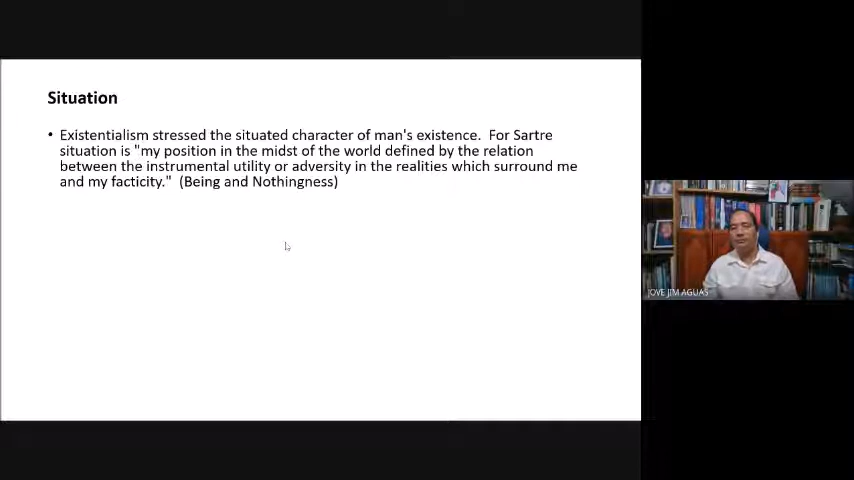 Situation
• Existentialism stressed the situated character of man's existence.  For Sartre
situation is "my position in the midst of the world defined by the relation
between the instrumental utility or adversity in the realities which surround me
and my facticity."  (Being and Nothingness)
JOVE JIM AGUAS